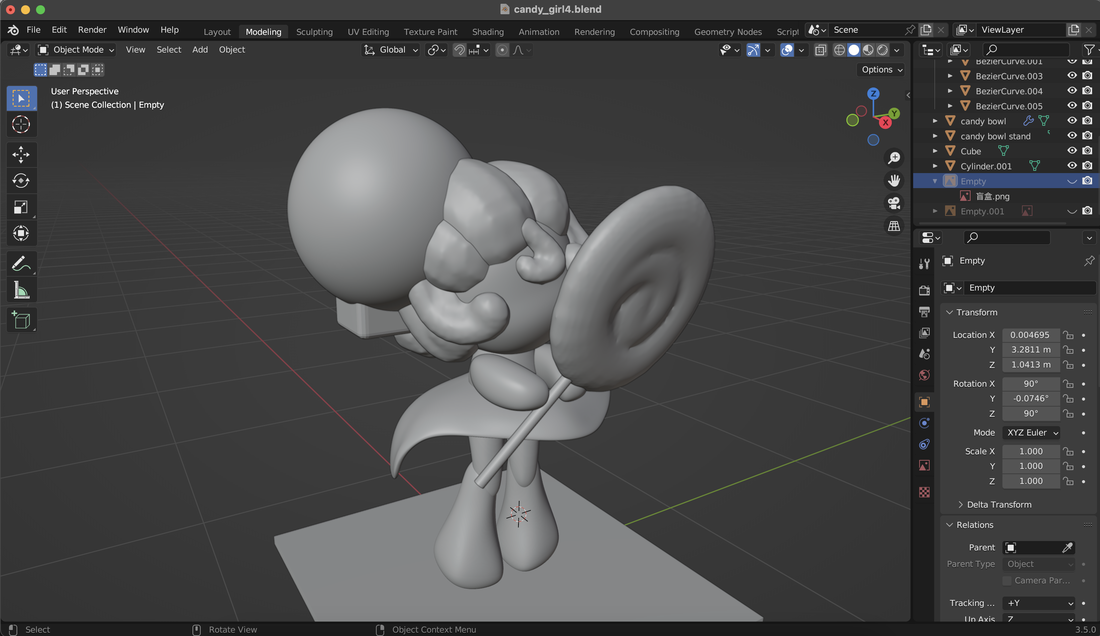 candy_girl4.blend
File Edit Render Window Help Layout Modeling Sculpting UV Editing Texture Paint Shading Animation Rendering Compositing Geometry Nodes Script Scene ViewLayer
Object Mode View Select Add Object Global
Options
User Perspective
(1) Scene Collection | Empty
Z
Y
X
BezierCurve.001
BezierCurve.003
BezierCurve.004
BezierCurve.005
candy bowl
candy bowl stand
Cube
Cylinder.001
Empty
盲盒.png
Empty.001
Empty
Empty
Transform
Location X 0.004695
Y 3.2811 m
Z 1.0413 m
Rotation X 90°
Y -0.0746°
Z 90°
Mode XYZ Euler
Scale X 1.000
Y 1.000
Z 1.000
Delta Transform
Relations
Parent
Parent Type Object
Camera Par...
Tracking ... +Y
Up Axis Z
Select Rotate View Object Context Menu 3.5.0